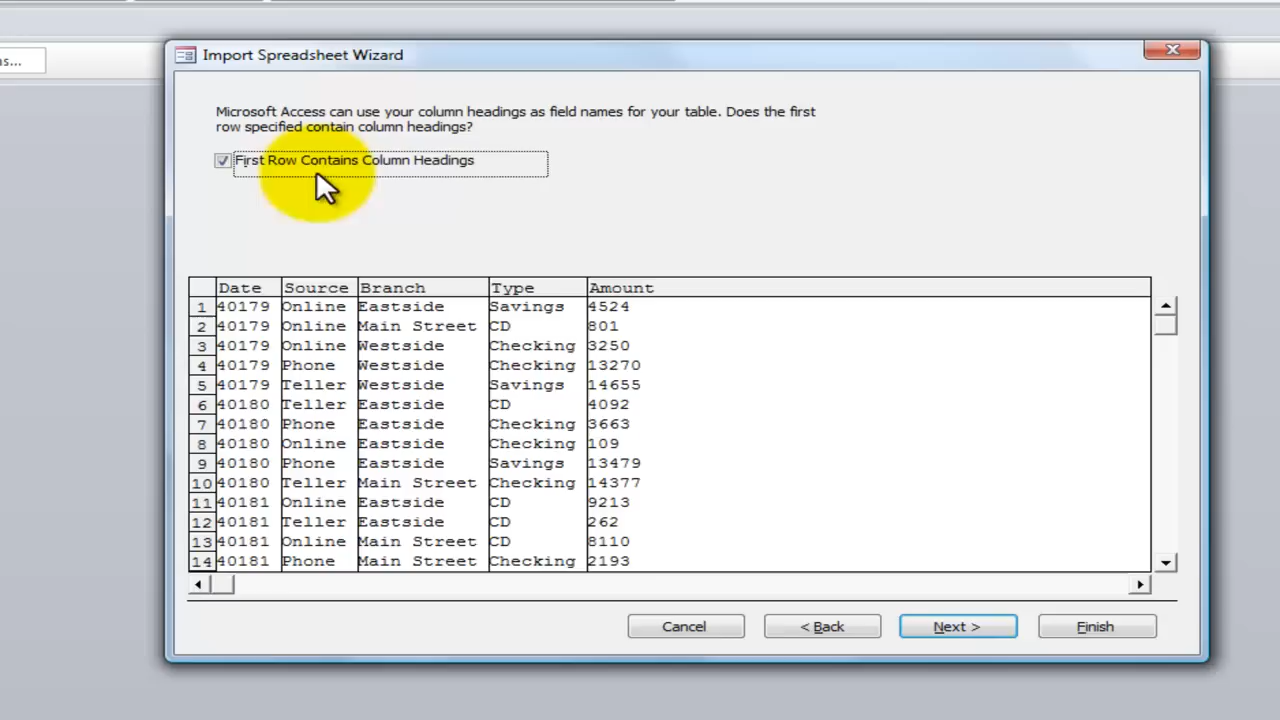 ns...
Import Spreadsheet Wizard
Microsoft Access can use your column headings as field names for your table. Does the first
row specified contain column headings?
First Row Contains Column Headings
Date Source Branch Type Amount
1 40179 Online Eastside Savings 4524
2 40179 Online Main Street CD 801
3 40179 Online Westside Checking 3250
4 40179 Phone Westside Checking 13270
5 40179 Teller Westside Savings 14655
6 40180 Teller Eastside CD 4092
7 40180 Phone Eastside Checking 3663
8 40180 Online Eastside Checking 109
9 40180 Phone Eastside Savings 13479
10 40180 Teller Main Street Checking 14377
11 40181 Online Eastside CD 9213
12 40181 Teller Eastside CD 262
13 40181 Online Main Street CD 8110
14 40181 Phone Main Street Checking 2193
Cancel < Back Next > Finish